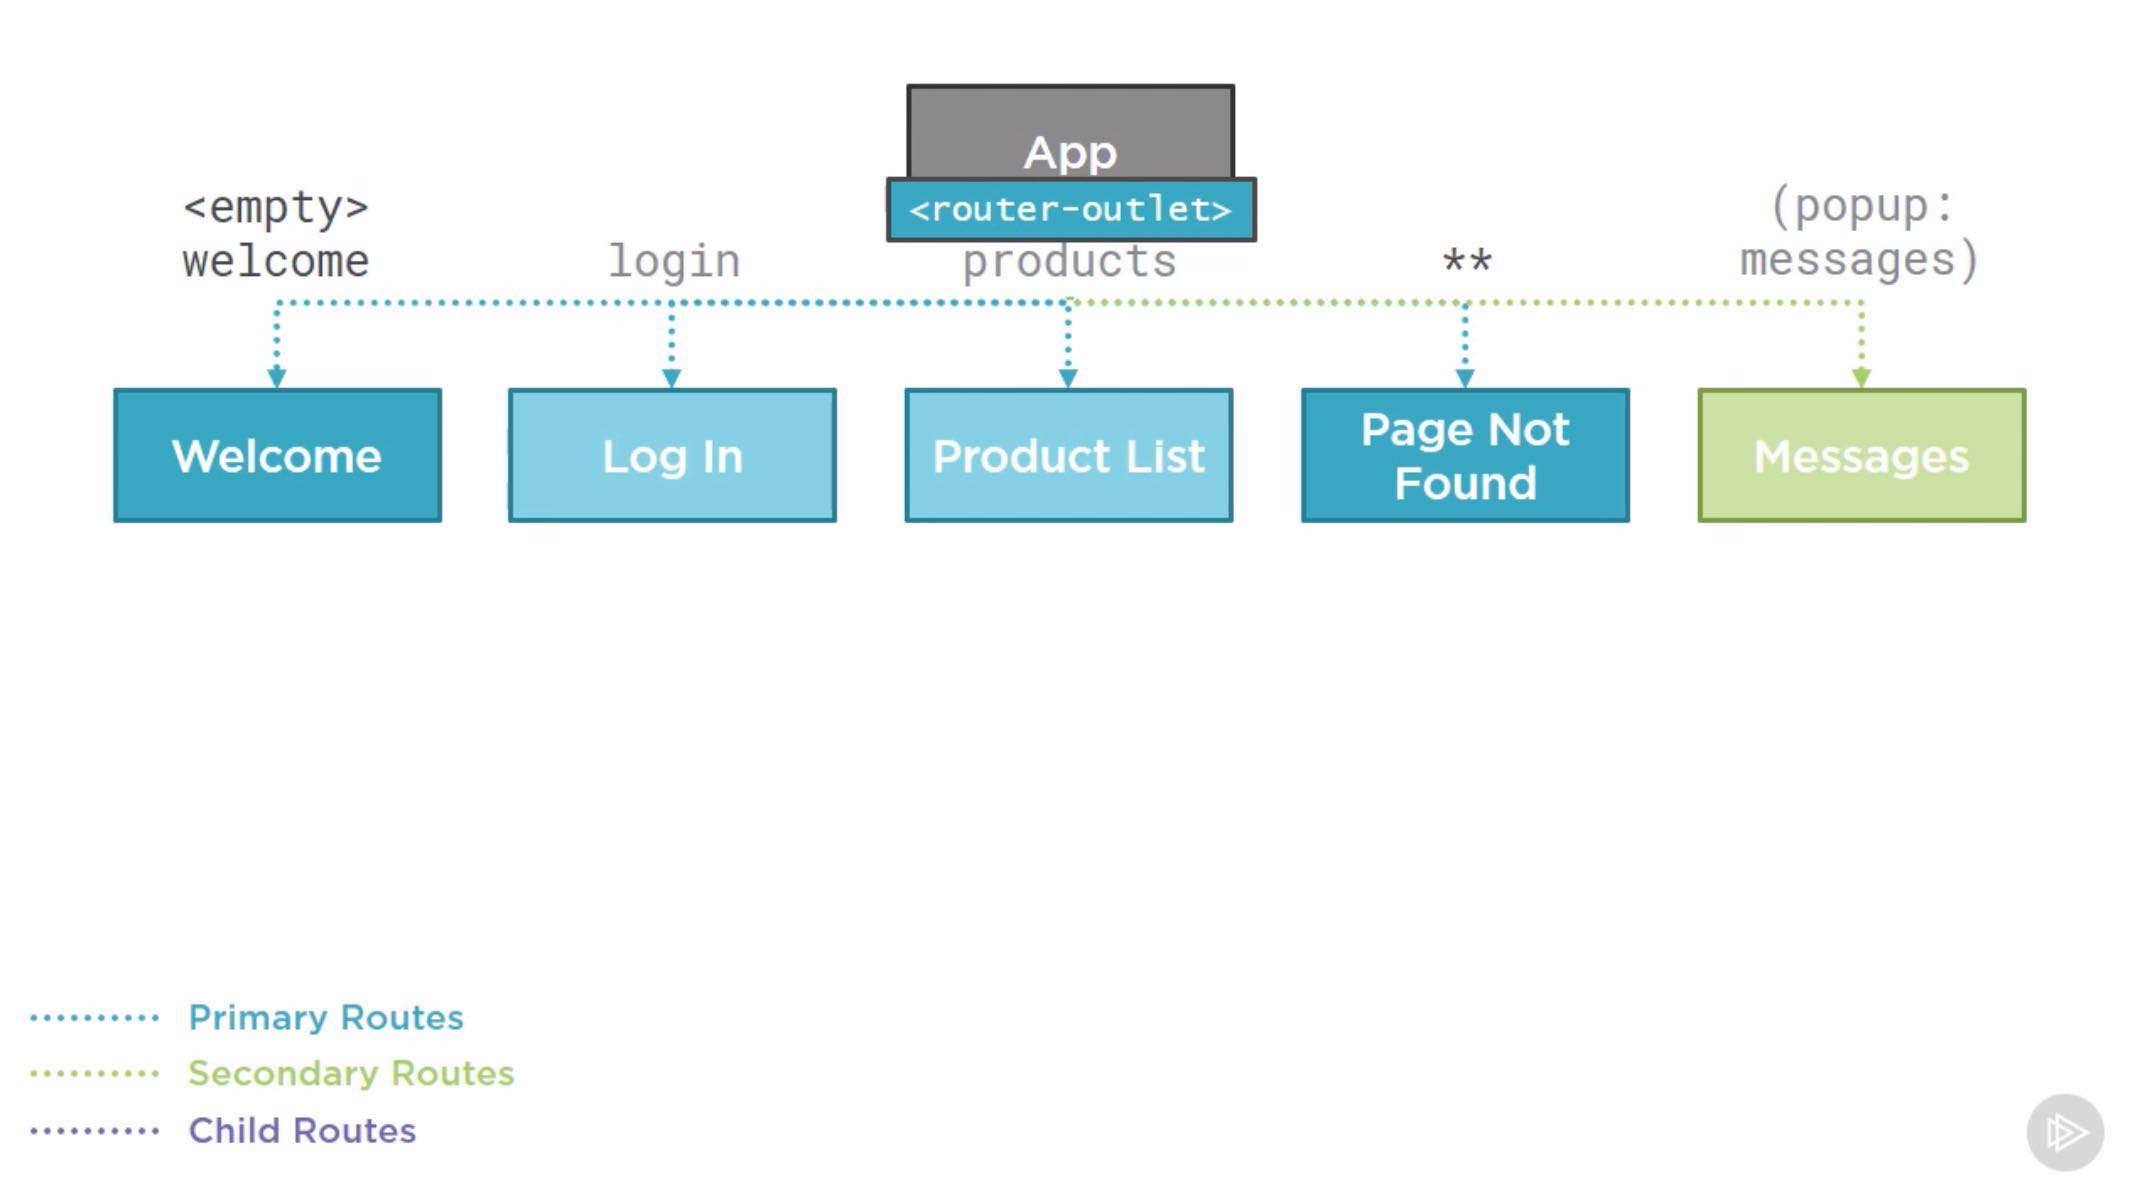 App
<router-outlet>
<empty>
welcome
login
products
**
(popup:
messages)
Welcome
Log In
Product List
Page Not
Found
Messages
Primary Routes
Secondary Routes
Child Routes